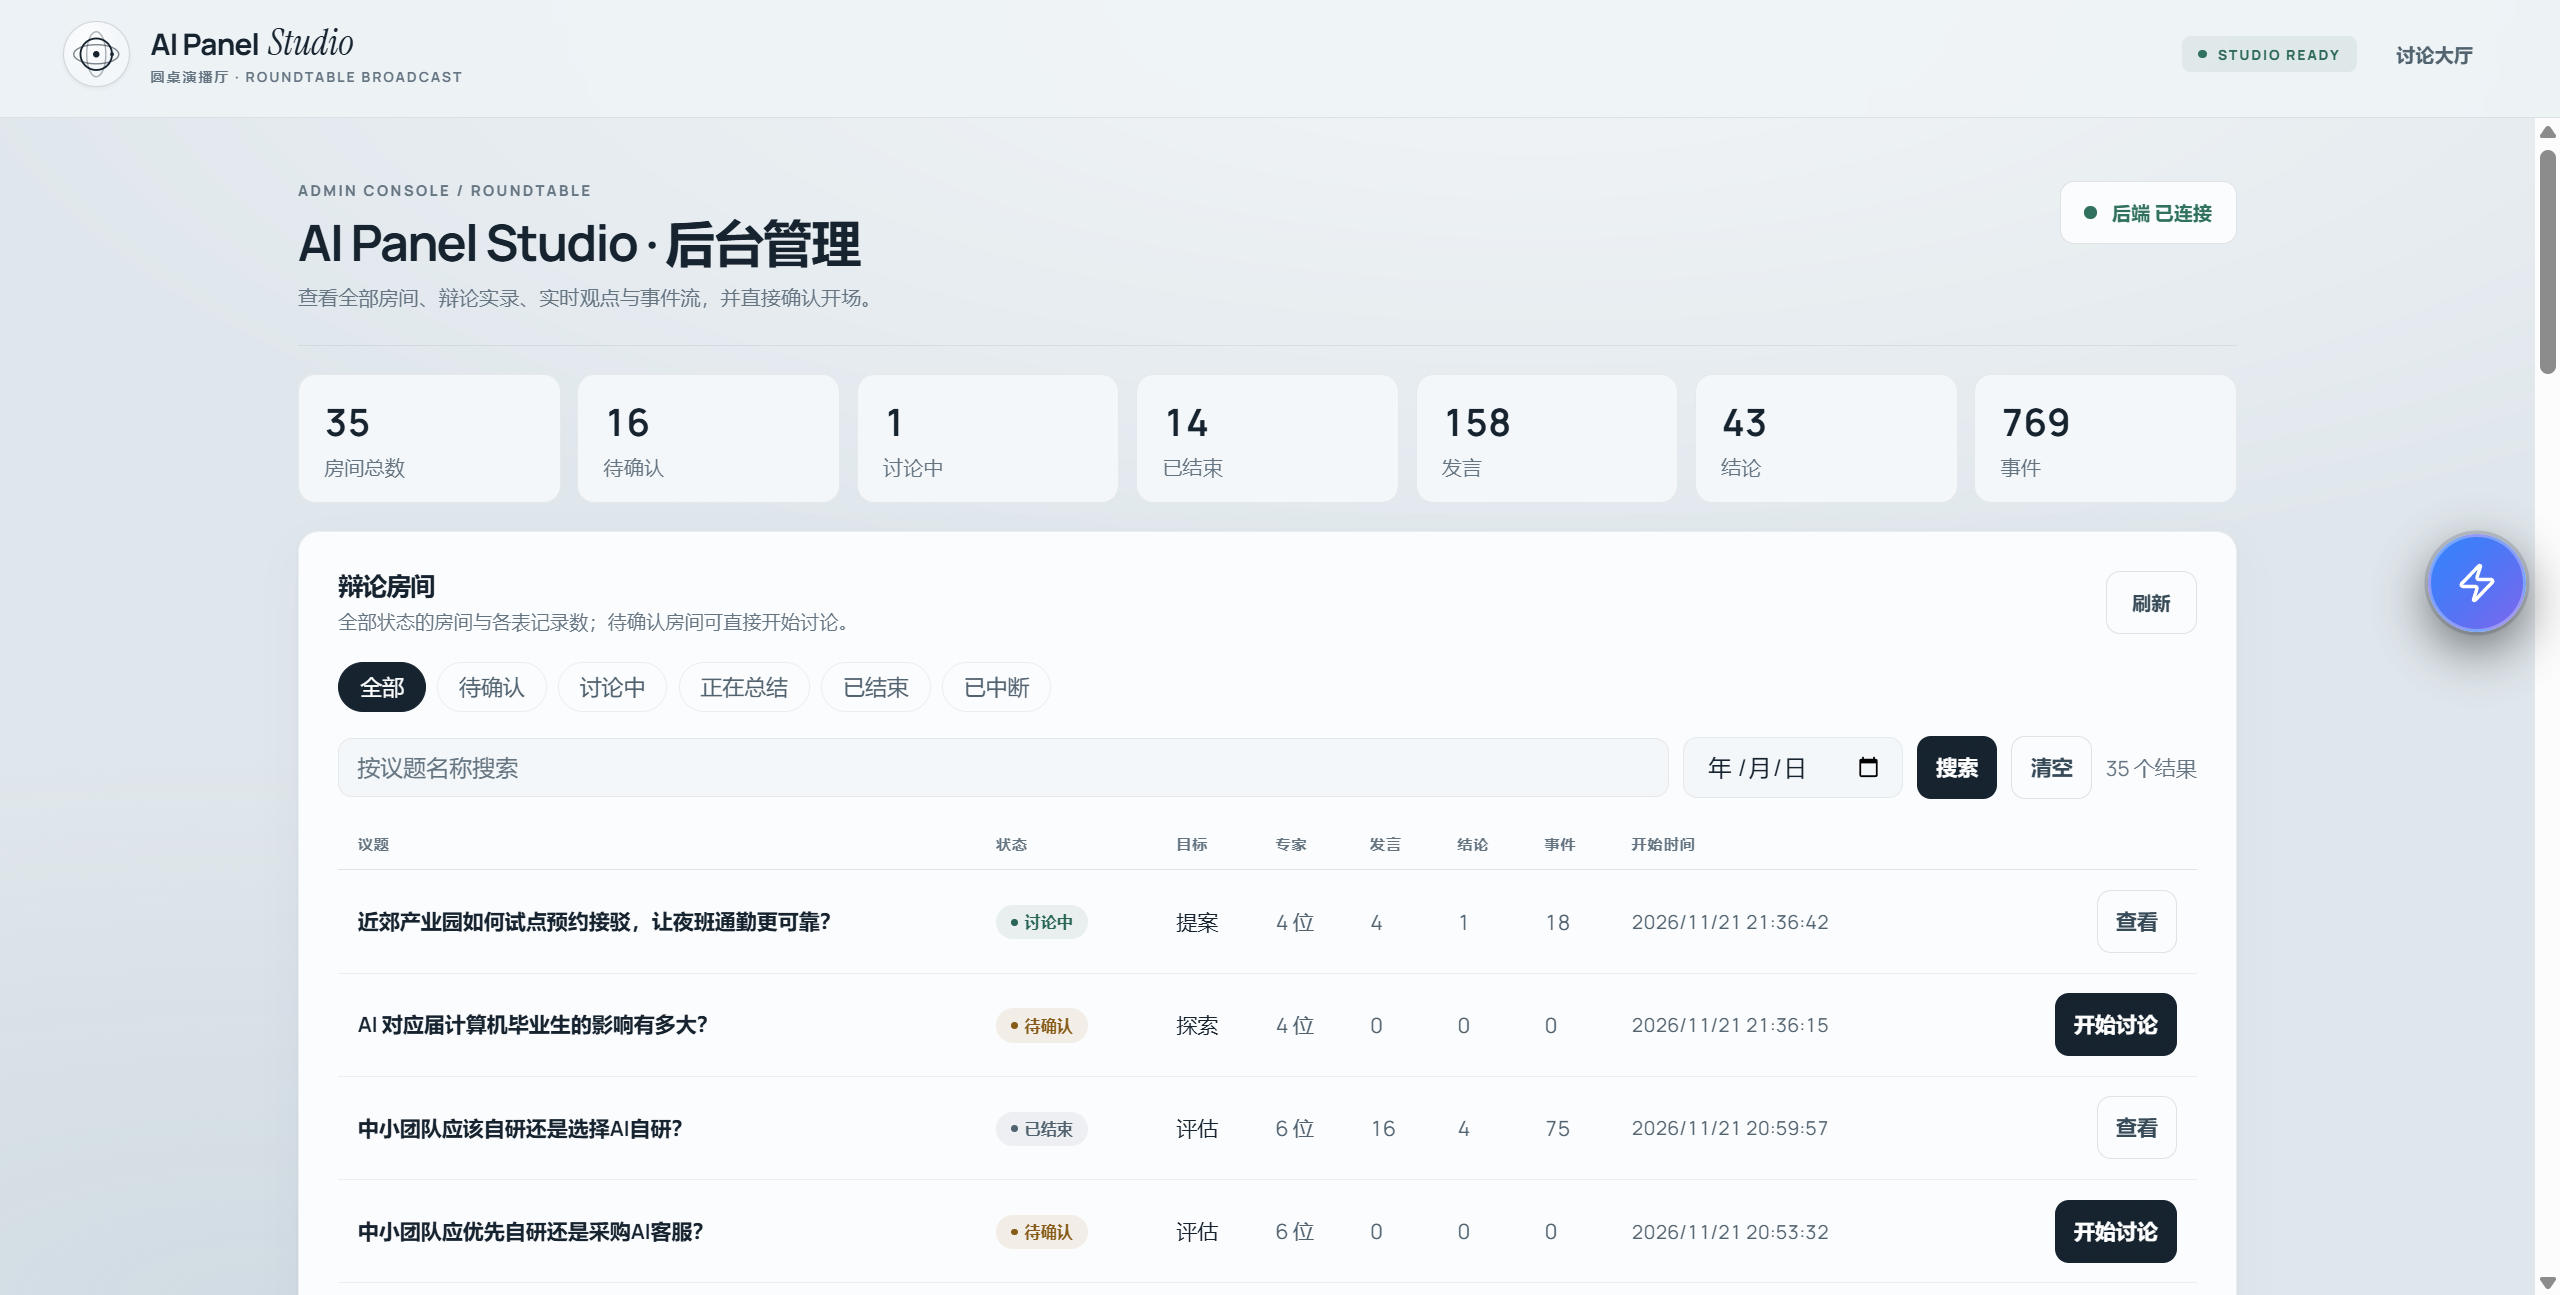 AI Panel Studio
圆桌演播厅 · ROUNDTABLE BROADCAST
STUDIO READY
讨论大厅
ADMIN CONSOLE / ROUNDTABLE
AI Panel Studio · 后台管理
查看全部房间、辩论实录、实时观点与事件流，并直接确认开场。
后端 已连接
35 16 1 14 158 43 769
房间总数 待确认 讨论中 已结束 发言 结论 事件
辩论房间
全部状态的房间与各表记录数；待确认房间可直接开始讨论。
刷新
全部 待确认 讨论中 正在总结 已结束 已中断
按议题名称搜索 年 /月/日 搜索 清空 35 个结果
议题 状态 目标 专家 发言 结论 事件 开始时间
近郊产业园如何试点预约接驳，让夜班通勤更可靠？ 讨论中 提案 4 位 4 1 18 2026/11/21 21:36:42 查看
AI 对应届计算机毕业生的影响有多大？ 待确认 探索 4 位 0 0 0 2026/11/21 21:36:15 开始讨论
中小团队应该自研还是选择AI自研？ 已结束 评估 6 位 16 4 75 2026/11/21 20:59:57 查看
中小团队应优先自研还是采购AI客服？ 待确认 评估 6 位 0 0 0 2026/11/21 20:53:32 开始讨论